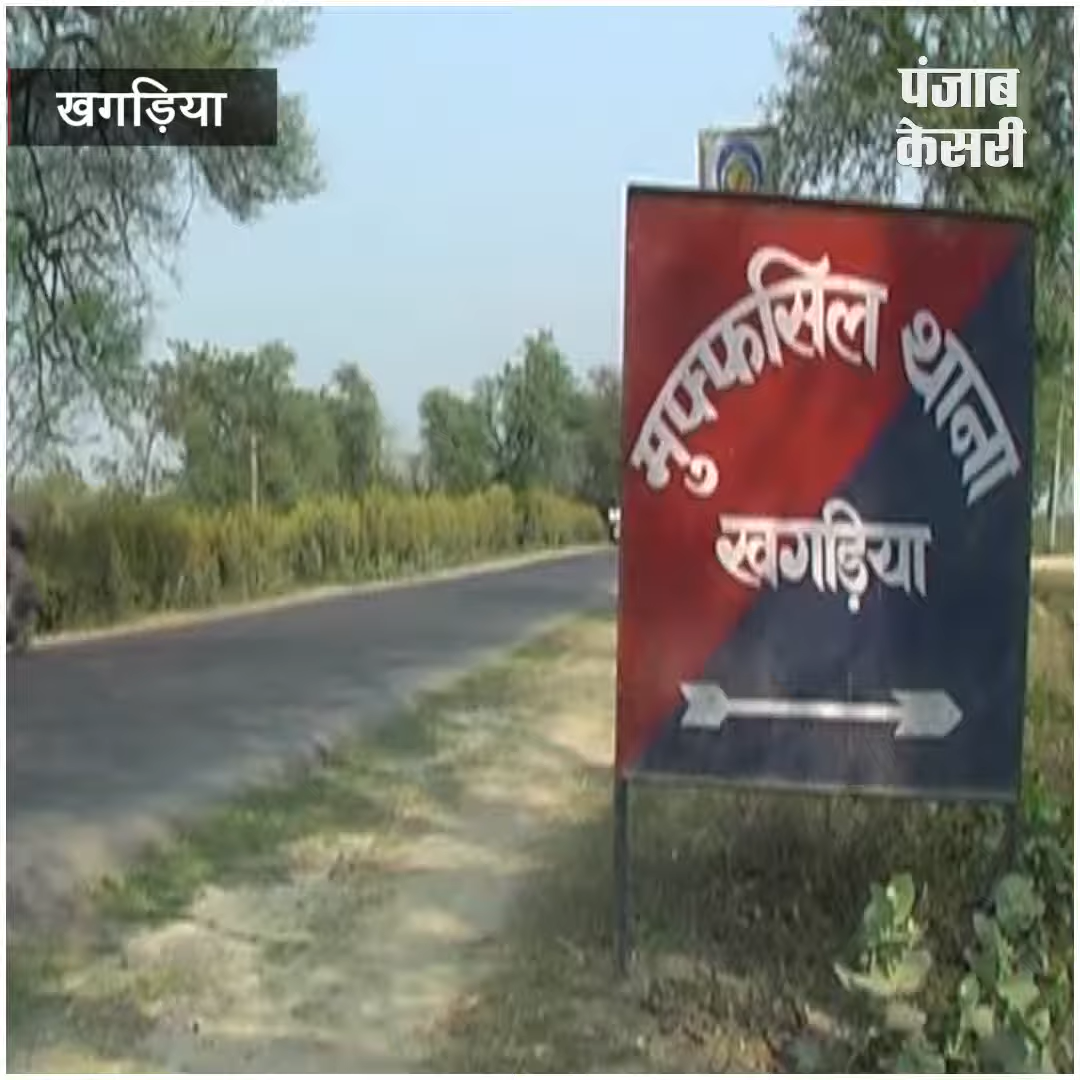 खगड़िया
पंजाब
केसरी
मुफ्फसिल थाना
खगड़िया